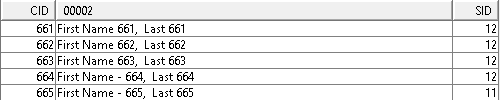 CID 00002 SID
661 First Name 661, Last 661 12
662 First Name 662, Last 662 12
663 First Name 663, Last 663 12
664 First Name - 664, Last 664 12
665 First Name - 665, Last 665 11